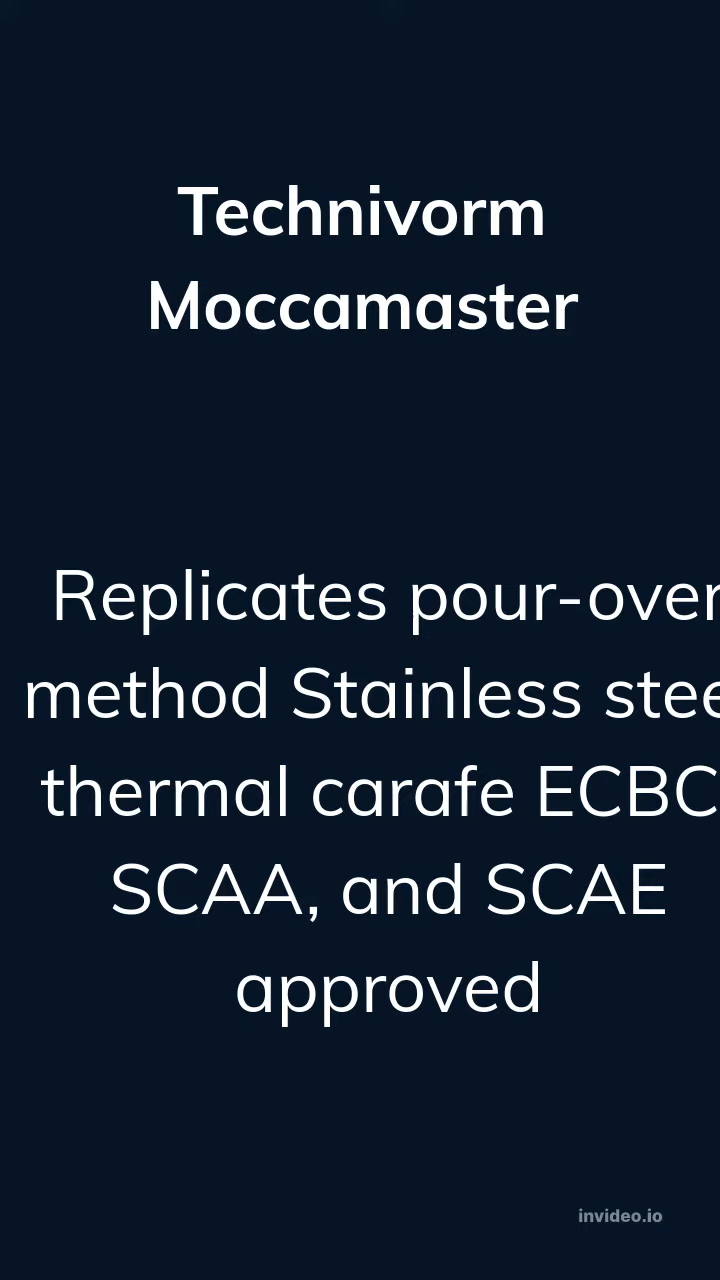 Technivorm
Moccamaster
Replicates pour-over
method Stainless stee
thermal carafe ECBC
SCAA, and SCAE
approved
invideo.io